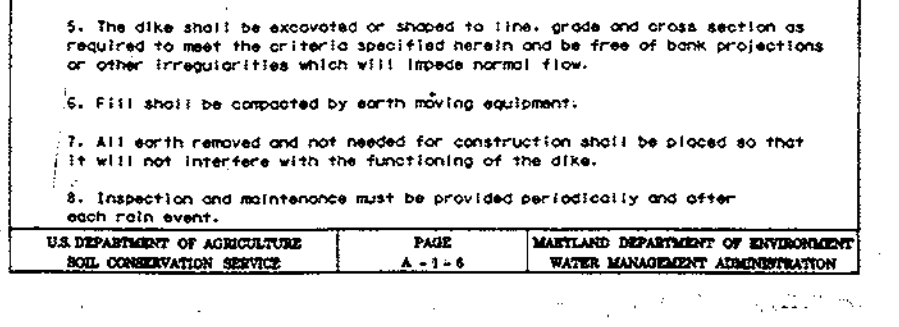 5. The dike shall be excavated or shaped to line, grade and cross section as
required to meet the criteria specified herein and be free of bank projections
or other irregularities which will impede normal flow.
6. Fill shall be compacted by earth moving equipment.
7. All earth removed and not needed for construction shall be placed so that
it will not interfere with the functioning of the dike.
8. Inspection and maintenance must be provided periodically and after
each rain event.
U.S. DEPARTMENT OF AGRICULTURE
SOIL CONSERVATION SERVICE
PAGE
A - 1 - 6
MARYLAND DEPARTMENT OF ENVIRONMENT
WATER MANAGEMENT ADMINISTRATION